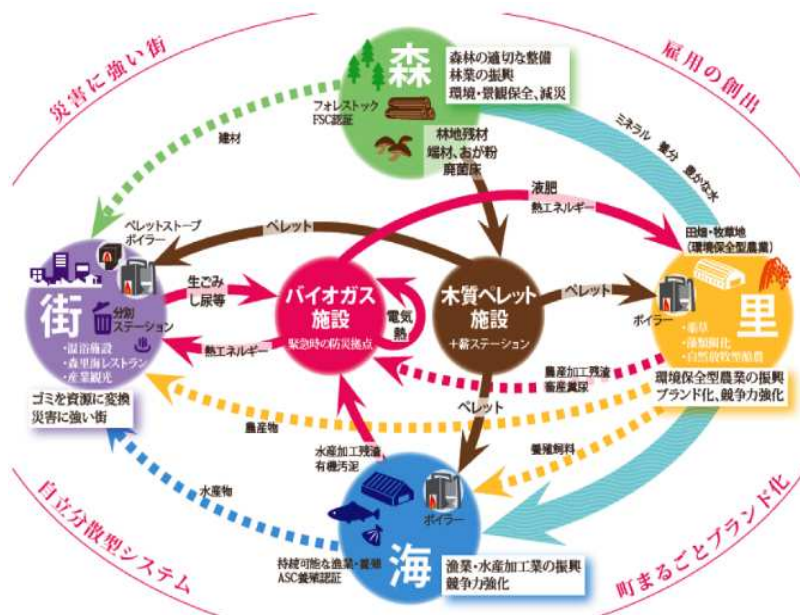 災害に強い街
雇用の創出
森
森林の適切な整備
林業の振興
環境・景観保全、減災
フォレストック
FSC認証
林地残材
端材、おが粉
廃菌床
建材
ミネラル 養分 豊かな水
液肥
熱エネルギー
田畑・牧草地
(環境保全型農業)
ペレットストーブ
ボイラー
ペレット
街
分別
ステーション
・温浴施設
・森里海レストラン
・産業観光
生ごみ
し尿等
バイオガス
施設
緊急時の防災拠点
電気
熱
木質ペレット
施設
+薪ステーション
ペレット
ボイラー
里
・薬草
・自然放牧型酪農
熱エネルギー
農産加工残渣
畜産糞尿
環境保全型農業の振興
ブランド化、競争力強化
ゴミを資源に変換
災害に強い街
農産物
ペレット
養殖飼料
水産加工残渣
有機汚泥
水産物
ボイラー
海
持続可能な漁業・養殖
ASC養殖認証
漁業・水産加工業の振興
競争力強化
自立分散型システム
町まるごとブランド化